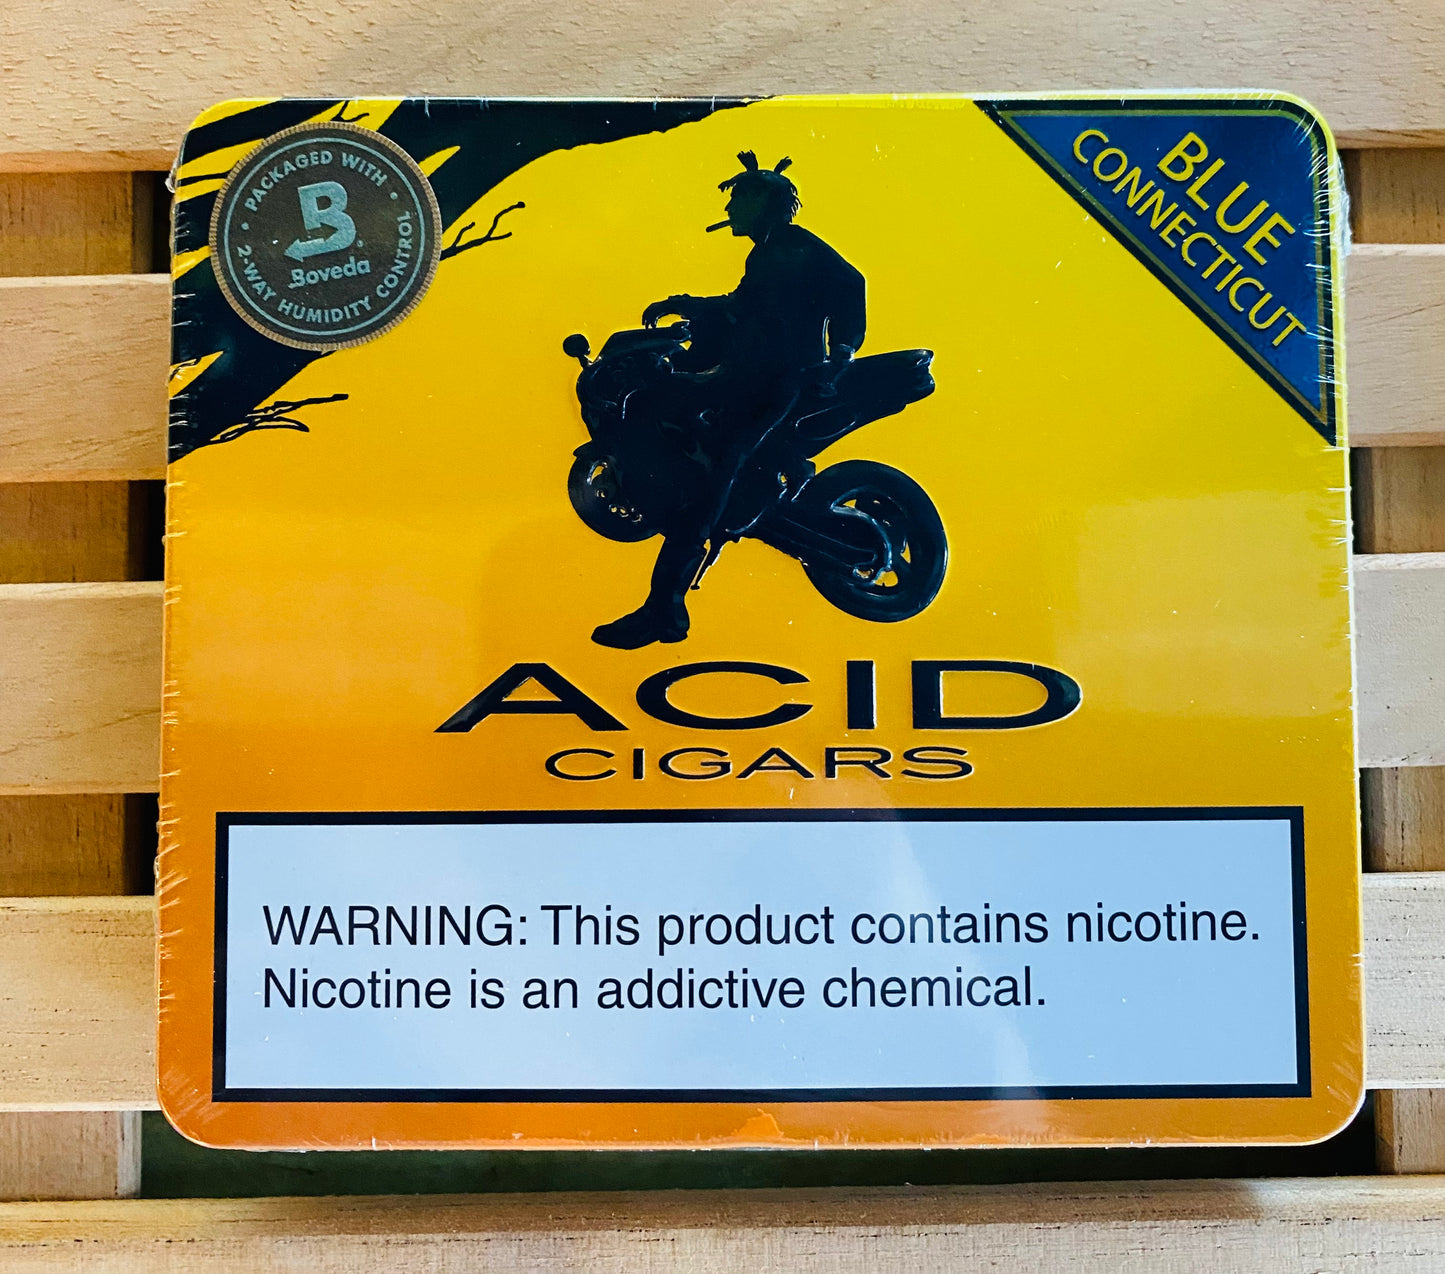 PACKAGED WITH
B
Boveda
2-WAY HUMIDITY CONTROL
BLUE
CONNECTICUT
ACID
CIGARS
WARNING: This product contains nicotine.
Nicotine is an addictive chemical.